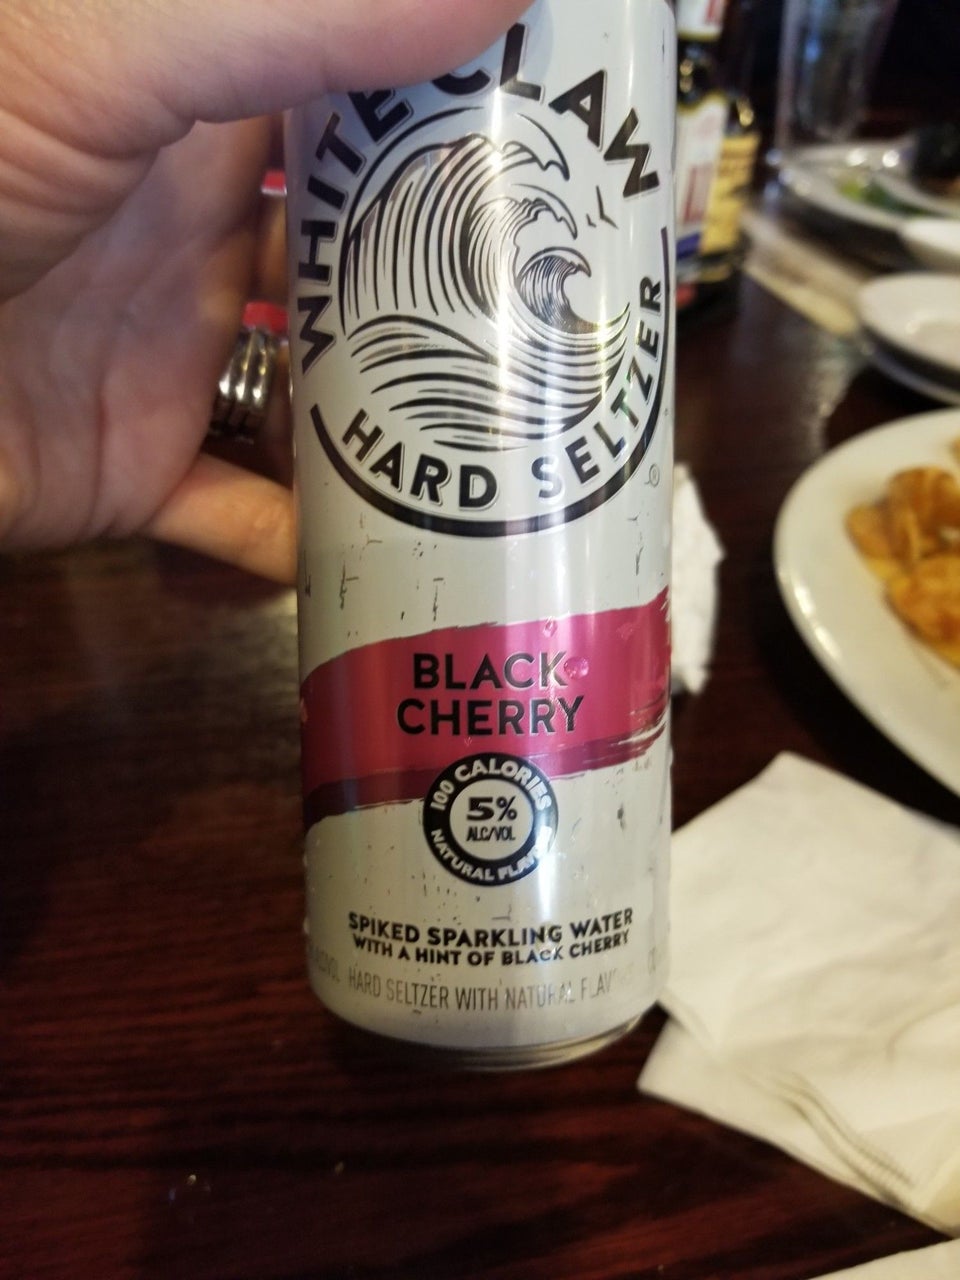 WHITE CLAW
HARD SELTZER
®
BLACK
CHERRY
100 CALORIES
5%
ALC/VOL
NATURAL
SPIKED SPARKLING WATER
WITH A HINT OF BLACK CHERRY
HARD SELTZER WITH NATURAL